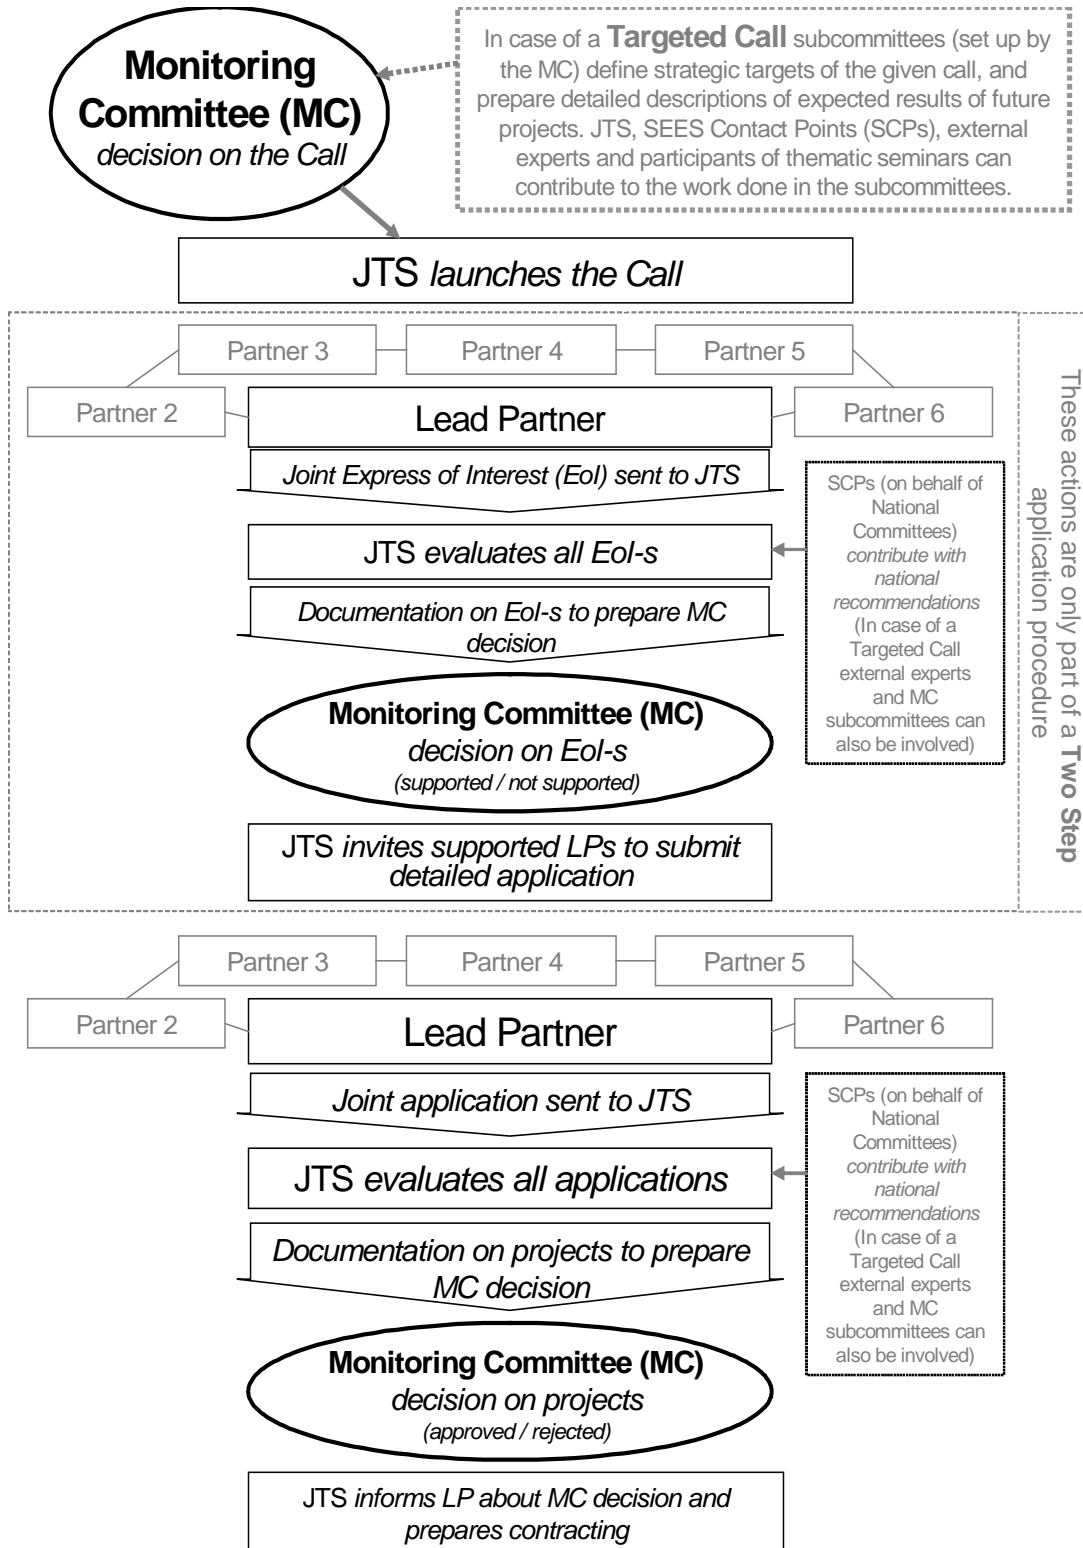 Monitoring
Committee (MC)
decision on the Call
In case of a Targeted Call subcommittees (set up by
the MC) define strategic targets of the given call, and
prepare detailed descriptions of expected results of future
projects. JTS, SEES Contact Points (SCPs), external
experts and participants of thematic seminars can
contribute to the work done in the subcommittees.
JTS launches the Call
Partner 3
Partner 4
Partner 5
Partner 2
Lead Partner
Partner 6
Joint Express of Interest (EoI) sent to JTS
JTS evaluates all EoI-s
SCPs (on behalf of
National
Committees)
contribute with
national
recommendations
(In case of a
Targeted Call
external experts
and MC
subcommittees can
also be involved)
Documentation on EoI-s to prepare MC
decision
Monitoring Committee (MC)
decision on EoI-s
(supported / not supported)
JTS invites supported LPs to submit
detailed application
These actions are only part of a Two Step
application procedure
Partner 3
Partner 4
Partner 5
Partner 2
Lead Partner
Partner 6
Joint application sent to JTS
JTS evaluates all applications
SCPs (on behalf of
National
Committees)
contribute with
national
recommendations
(In case of a
Targeted Call
external experts
and MC
subcommittees can
also be involved)
Documentation on projects to prepare
MC decision
Monitoring Committee (MC)
decision on projects
(approved / rejected)
JTS informs LP about MC decision and
prepares contracting